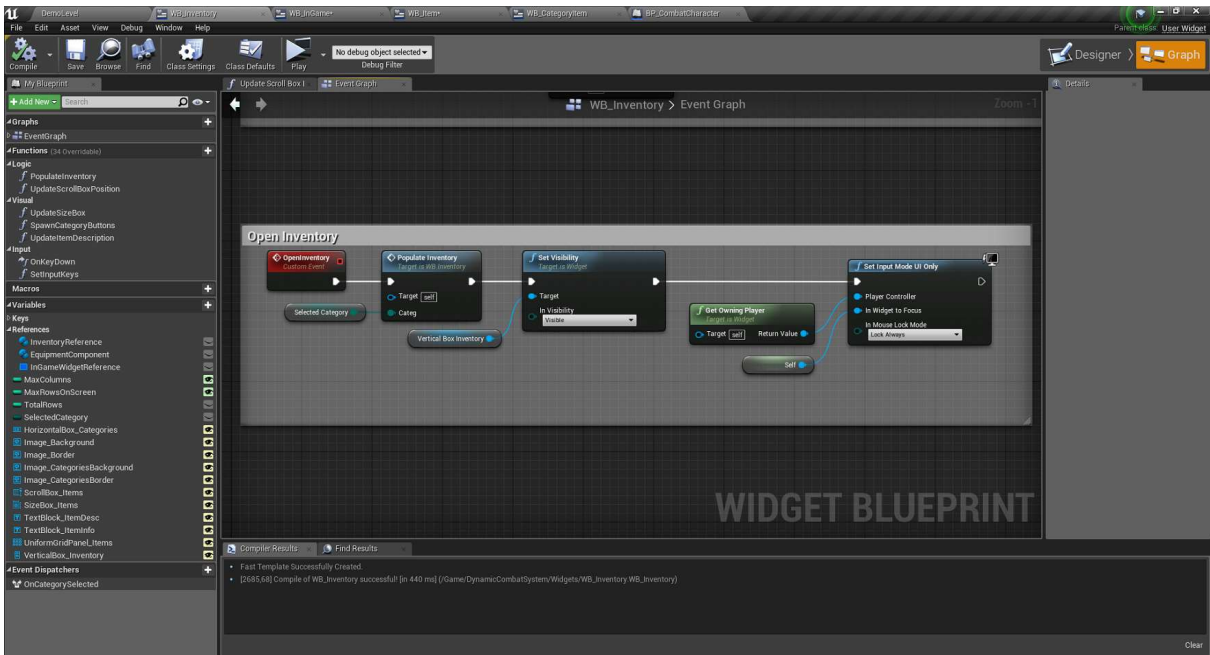 DemoLevel WB_Inventory WB_InGame• WB_Item• WB_CategoryItem BP_CombatCharacter
File Edit Asset View Debug Window Help Parent class: User Widget
Compile Save Browse Find Class Settings Class Defaults Play No debug object selected Debug Filter Designer Graph
My Blueprint Update Scroll Box I Event Graph Details
+ Add New Search WB_Inventory > Event Graph Zoom -1
Graphs
EventGraph
Functions (34 Overridable)
Logic
PopulateInventory
UpdateScrollBoxPosition
Visual
UpdateSizeBox
SpawnCategoryButtons
UpdateItemDescription
Input
OnKeyDown
SetInputKeys
Macros
Variables
Keys
References
InventoryReference
EquipmentComponent
InGameWidgetReference
MaxColumns
MaxRowsOnScreen
TotalRows
SelectedCategory
HorizontalBox_Categories
Image_Background
Image_Border
Image_CategoriesBackground
Image_CategoriesBorder
ScrollBox_Items
SizeBox_Items
TextBlock_ItemDesc
TextBlock_ItemInfo
UniformGridPanel_Items
VerticalBox_Inventory
Event Dispatchers
OnCategorySelected
Open Inventory
OpenInventory
Custom Event
Selected Category
Populate Inventory
Target is WB Inventory
Target self
Categ
Vertical Box Inventory
Set Visibility
Target is Widget
Target
In Visibility
Visible
Get Owning Player
Target is Widget
Target self Return Value
Self
Set Input Mode UI Only
Player Controller
In Widget to Focus
In Mouse Lock Mode
Lock Always
WIDGET BLUEPRINT
Compiler Results Find Results
• Fast Template Successfully Created.
• [2685,68] Compile of WB_Inventory successful! [in 440 ms] (/Game/DynamicCombatSystem/Widgets/WB_Inventory.WB_Inventory)
Clear